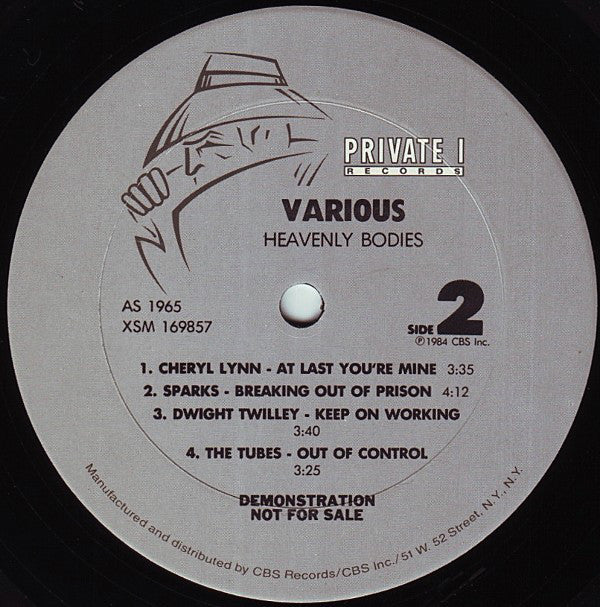 PRIVATE I
RECORDS
VARIOUS
HEAVENLY BODIES
AS 1965
XSM 169857
SIDE 2
℗1984 CBS Inc.
1. CHERYL LYNN - AT LAST YOU'RE MINE 3:35
2. SPARKS - BREAKING OUT OF PRISON 4:12
3. DWIGHT TWILLEY - KEEP ON WORKING
3:40
4. THE TUBES - OUT OF CONTROL
3:25
DEMONSTRATION
NOT FOR SALE
Manufactured and distributed by CBS Records/CBS Inc./51 W. 52 Street, N.Y., N.Y.